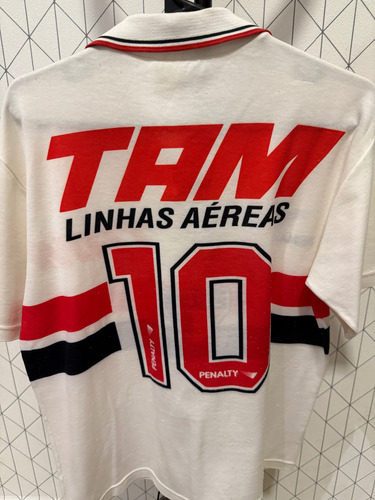 TAM
LINHAS AÉREAS
10
PENALTY
PENALTY